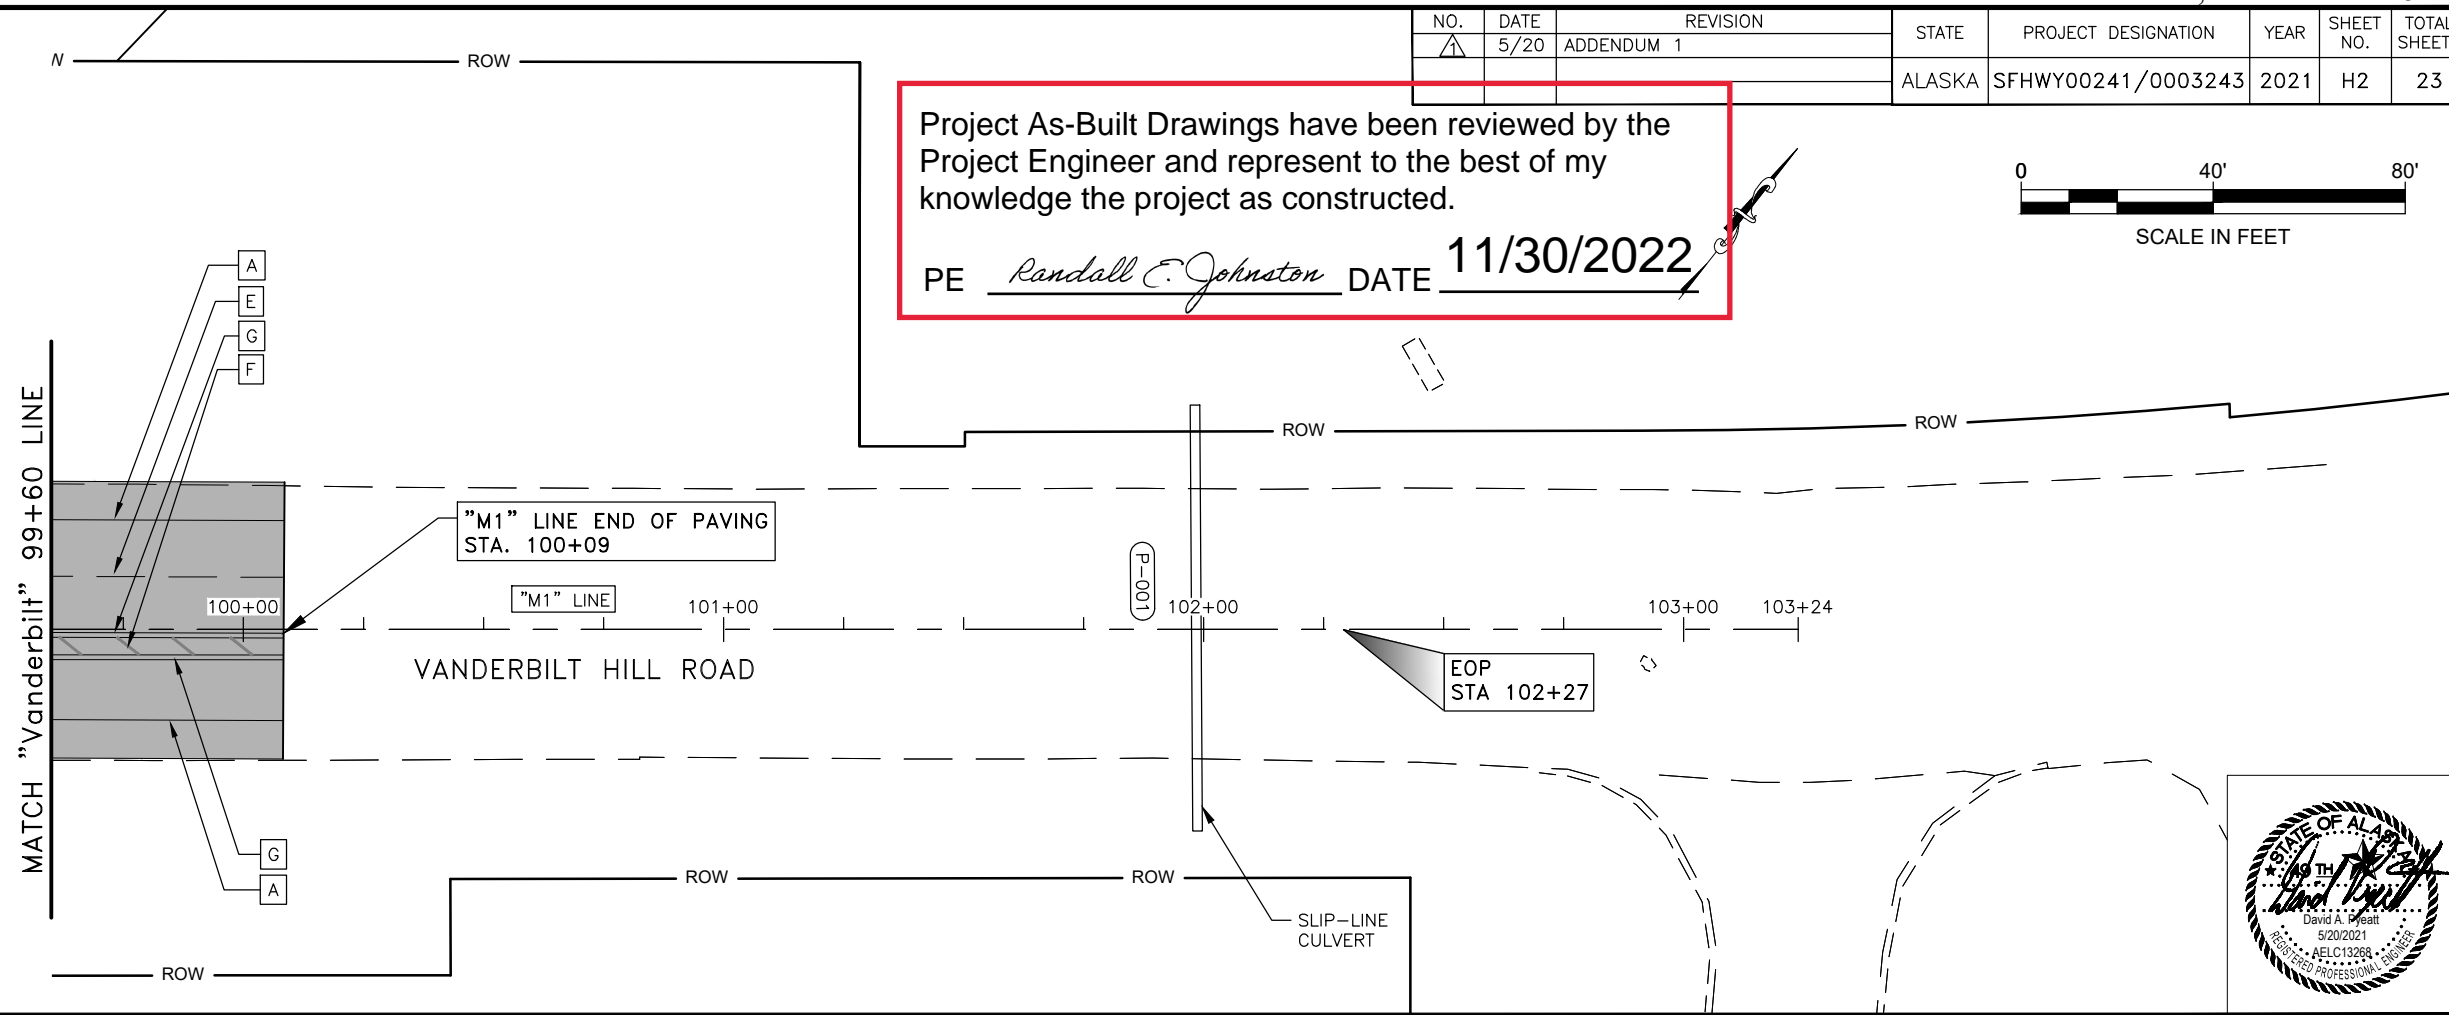 NO. DATE REVISION
1 5/20 ADDENDUM 1
STATE PROJECT DESIGNATION YEAR SHEET NO. TOTAL SHEET
ALASKA SFHWY00241/0003243 2021 H2 23
N
ROW
Project As-Built Drawings have been reviewed by the
Project Engineer and represent to the best of my
knowledge the project as constructed.
PE Randall E. Johnston DATE 11/30/2022
0 40' 80'
SCALE IN FEET
A
E
G
F
MATCH "Vanderbilt" 99+60 LINE
ROW
ROW
"M1" LINE END OF PAVING
STA. 100+09
P-001
"M1" LINE
100+00 101+00 102+00 103+00 103+24
VANDERBILT HILL ROAD
EOP
STA 102+27
G
A
ROW
ROW
SLIP-LINE
CULVERT
ROW
STATE OF ALASKA
49 TH
David A. Pyeatt
5/20/2021
AELC13268
REGISTERED PROFESSIONAL ENGINEER